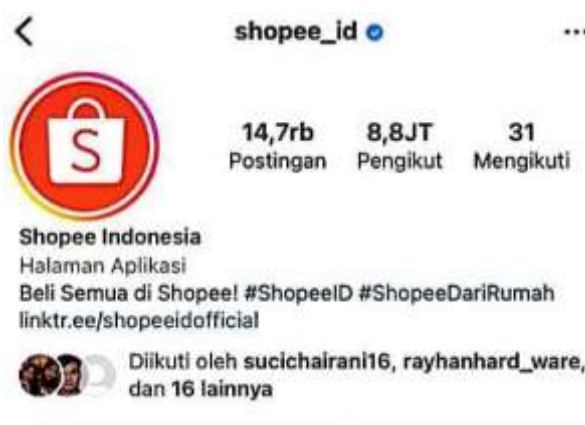 shopee_id
S
14,7rb 8,8JT 31
Postingan Pengikut Mengikuti
Shopee Indonesia
Halaman Aplikasi
Beli Semua di Shopee! #ShopeeID #ShopeeDariRumah
linktr.ee/shopeeidofficial
Diikuti oleh sucichairani16, rayhanhard_ware,
dan 16 lainnya